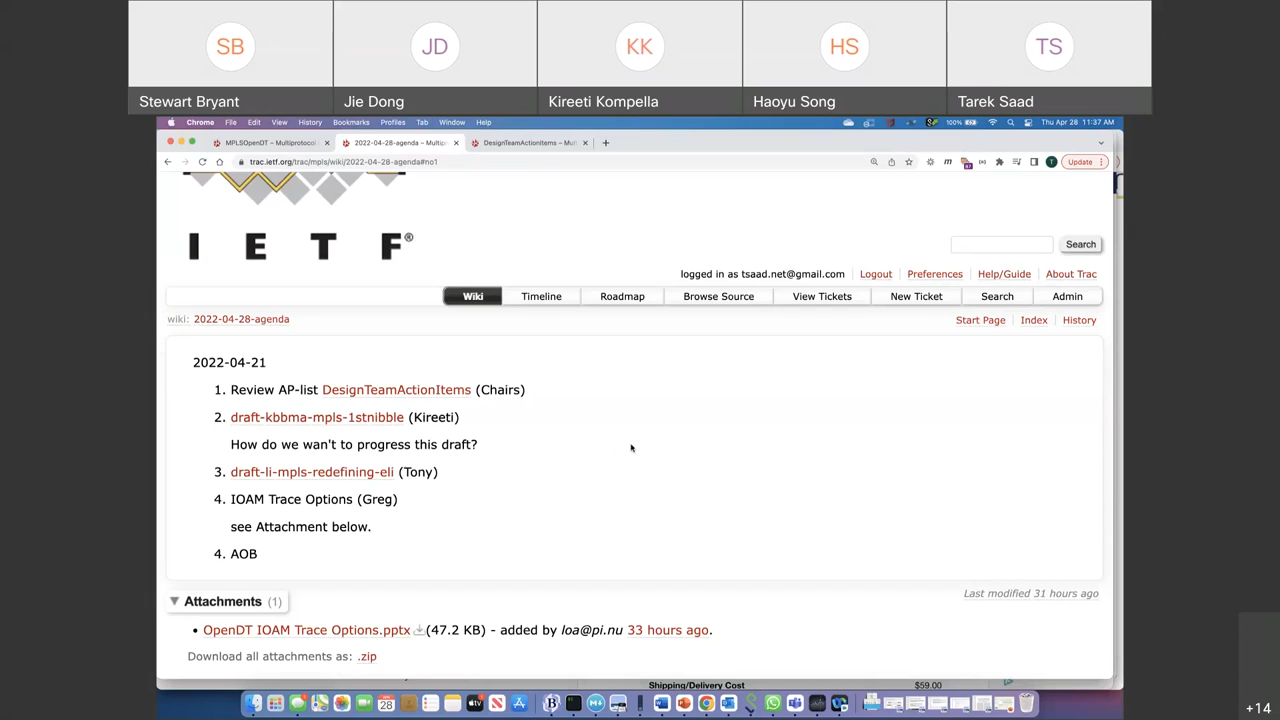 SB
JD
KK
HS
TS
Stewart Bryant
Jie Dong
Kireeti Kompella
Haoyu Song
Tarek Saad
Chrome File Edit View History Bookmarks Profiles Tab Window Help
100% Thu Apr 28 11:37 AM
MPLSOpenDT – Multiprotocol
2022-04-28-agenda – Multip
DesignTeamActionItems – Mult
trac.ietf.org/trac/mpls/wiki/2022-04-28-agenda#no1
Update
I E T F®
Search
logged in as tsaad.net@gmail.com Logout Preferences Help/Guide About Trac
Wiki Timeline Roadmap Browse Source View Tickets New Ticket Search Admin
wiki: 2022-04-28-agenda
Start Page Index History
2022-04-21
1. Review AP-list DesignTeamActionItems (Chairs)
2. draft-kbbma-mpls-1stnibble (Kireeti)
How do we wan't to progress this draft?
3. draft-li-mpls-redefining-eli (Tony)
4. IOAM Trace Options (Greg)
see Attachment below.
4. AOB
Last modified 31 hours ago
Attachments (1)
• OpenDT IOAM Trace Options.pptx (47.2 KB) - added by loa@pi.nu 33 hours ago.
Download all attachments as: .zip
Shipping/Delivery Cost $59.00
+14